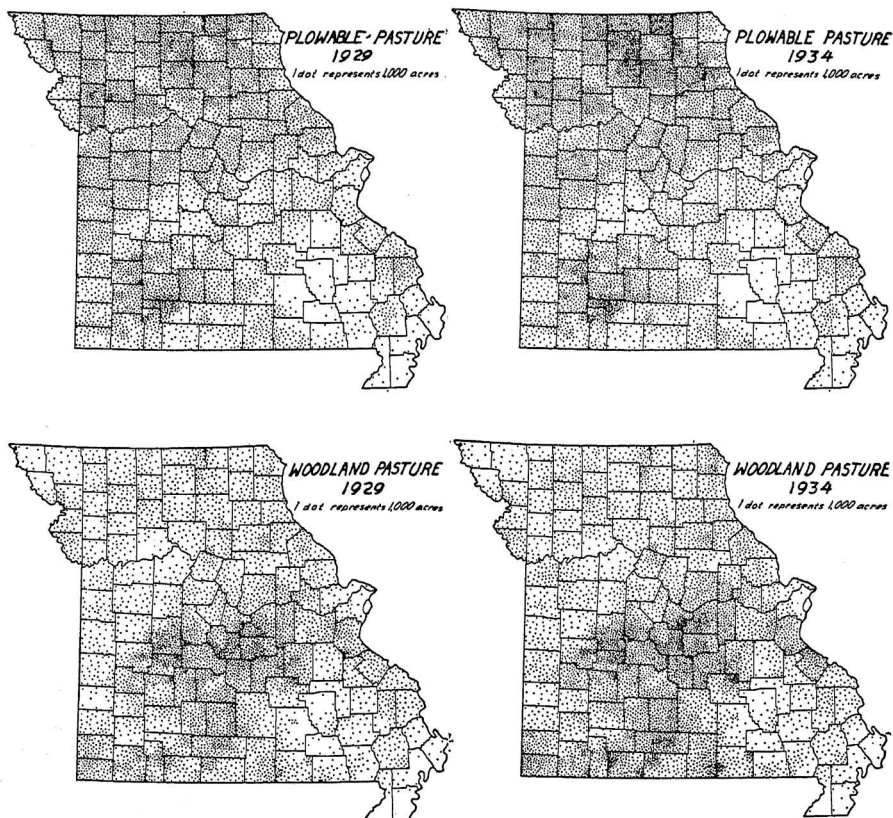 PLOWABLE PASTURE
1929
1 dot represents 1,000 acres
PLOWABLE PASTURE
1934
1 dot represents 1,000 acres
WOODLAND PASTURE
1929
1 dot represents 1,000 acres
WOODLAND PASTURE
1934
1 dot represents 1,000 acres